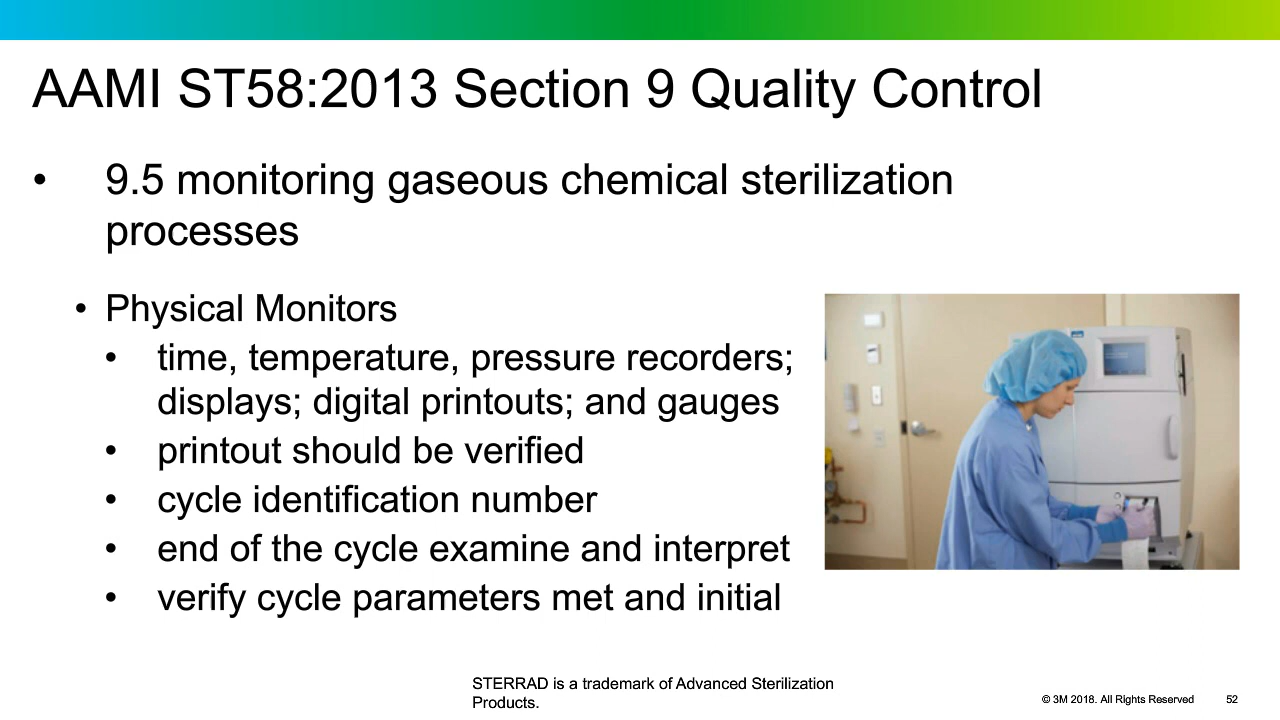 AAMI ST58:2013 Section 9 Quality Control
• 9.5 monitoring gaseous chemical sterilization
processes
• Physical Monitors
• time, temperature, pressure recorders;
displays; digital printouts; and gauges
• printout should be verified
• cycle identification number
• end of the cycle examine and interpret
• verify cycle parameters met and initial
STERRAD is a trademark of Advanced Sterilization
Products.
© 3M 2018. All Rights Reserved 52